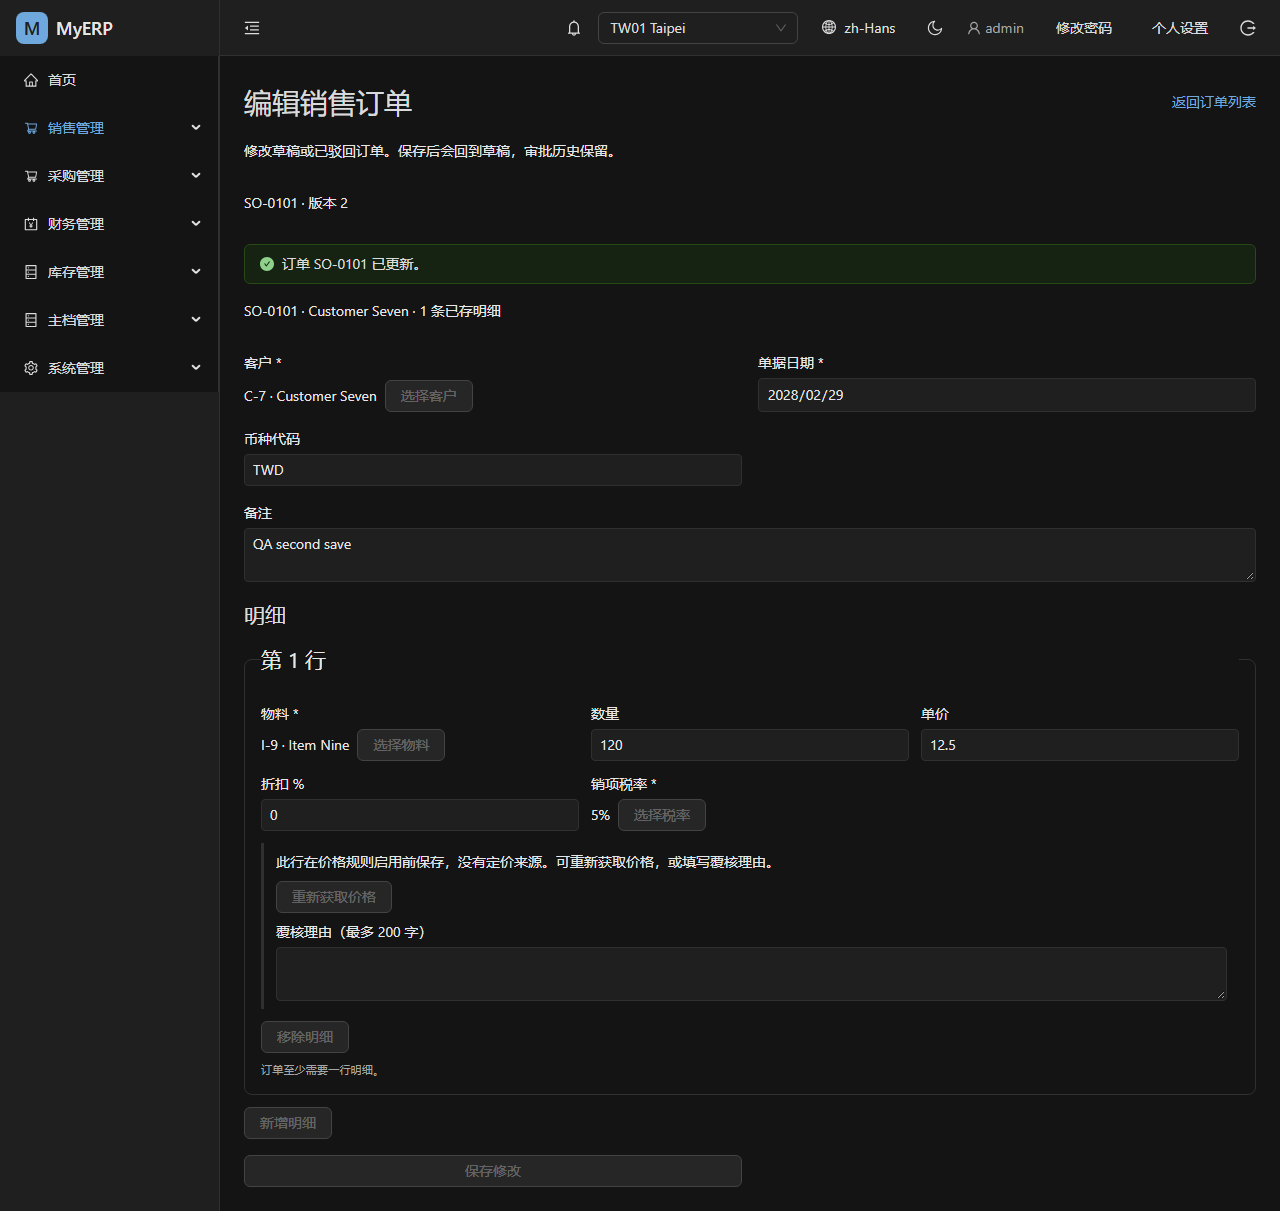 M MyERP
TW01 Taipei
zh-Hans
admin
修改密码
个人设置
首页
销售管理
采购管理
财务管理
库存管理
主档管理
系统管理
编辑销售订单
返回订单列表
修改草稿或已驳回订单。保存后会回到草稿，审批历史保留。
SO-0101 · 版本 2
订单 SO-0101 已更新。
SO-0101 · Customer Seven · 1 条已存明细
客户 *
单据日期 *
C-7 · Customer Seven 选择客户
2028/02/29
币种代码
TWD
备注
QA second save
明细
第 1 行
物料 *
数量
单价
I-9 · Item Nine 选择物料
120
12.5
折扣 %
销项税率 *
0
5% 选择税率
此行在价格规则启用前保存，没有定价来源。可重新获取价格，或填写覆核理由。
重新获取价格
覆核理由（最多 200 字）
移除明细
订单至少需要一行明细。
新增明细
保存修改